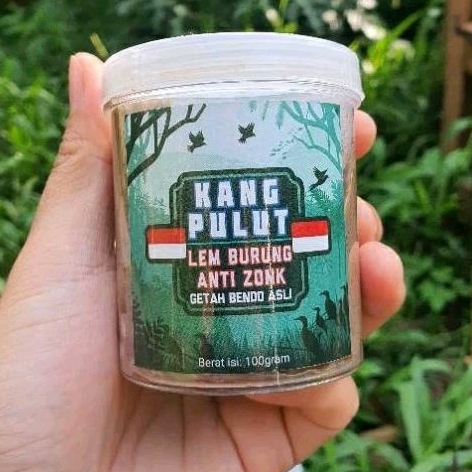 KANG
PULUT
LEM BURUNG
ANTI ZONK
GETAH BENDO ASLI
Berat isi: 100gram